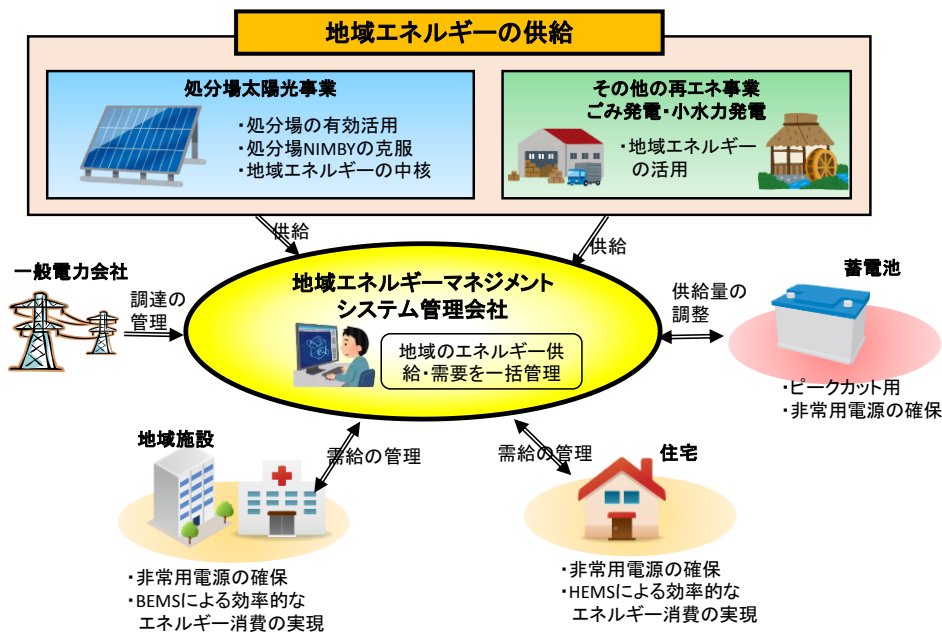 地域エネルギーの供給
処分場太陽光事業
・処分場の有効活用
・処分場NIMBYの克服
・地域エネルギーの中核
その他の再エネ事業
ごみ発電・小水力発電
・地域エネルギー
の活用
供給
供給
一般電力会社
調達の
管理
地域エネルギーマネジメント
システム管理会社
地域のエネルギー供
給・需要を一括管理
蓄電池
供給量の
調整
・ピークカット用
・非常用電源の確保
地域施設
需給の管理
・非常用電源の確保
・BEMSによる効率的な
エネルギー消費の実現
需給の管理
住宅
・非常用電源の確保
・HEMSによる効率的な
エネルギー消費の実現